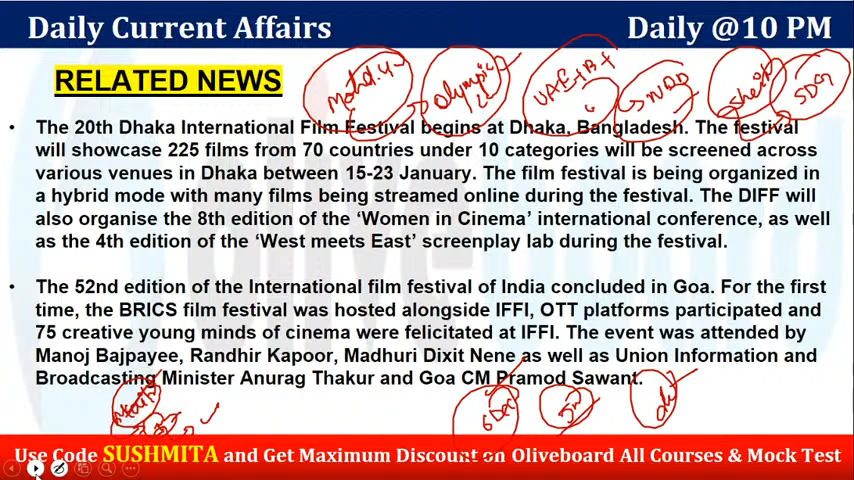 Daily Current Affairs
Daily @10 PM
RELATED NEWS
Olympic
NDD
Sheikh
SDG
• The 20th Dhaka International Film Festival begins at Dhaka, Bangladesh. The festival
will showcase 225 films from 70 countries under 10 categories will be screened across
various venues in Dhaka between 15-23 January. The film festival is being organized in
a hybrid mode with many films being streamed online during the festival. The DIFF will
also organise the 8th edition of the ‘Women in Cinema’ international conference, as well
as the 4th edition of the ‘West meets East’ screenplay lab during the festival.
• The 52nd edition of the International film festival of India concluded in Goa. For the first
time, the BRICS film festival was hosted alongside IFFI, OTT platforms participated and
75 creative young minds of cinema were felicitated at IFFI. The event was attended by
Manoj Bajpayee, Randhir Kapoor, Madhuri Dixit Nene as well as Union Information and
Broadcasting Minister Anurag Thakur and Goa CM Pramod Sawant.
6 Dec
Use Code SUSHMITA and Get Maximum Discount on Oliveboard All Courses & Mock Test